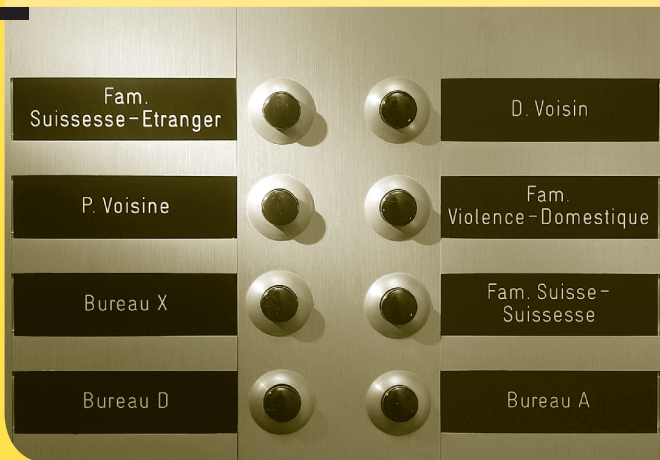 Fam.
Suissesse-Etranger
D. Voisin
P. Voisine
Fam.
Violence-Domestique
Bureau X
Fam. Suisse-
Suissesse
Bureau D
Bureau A